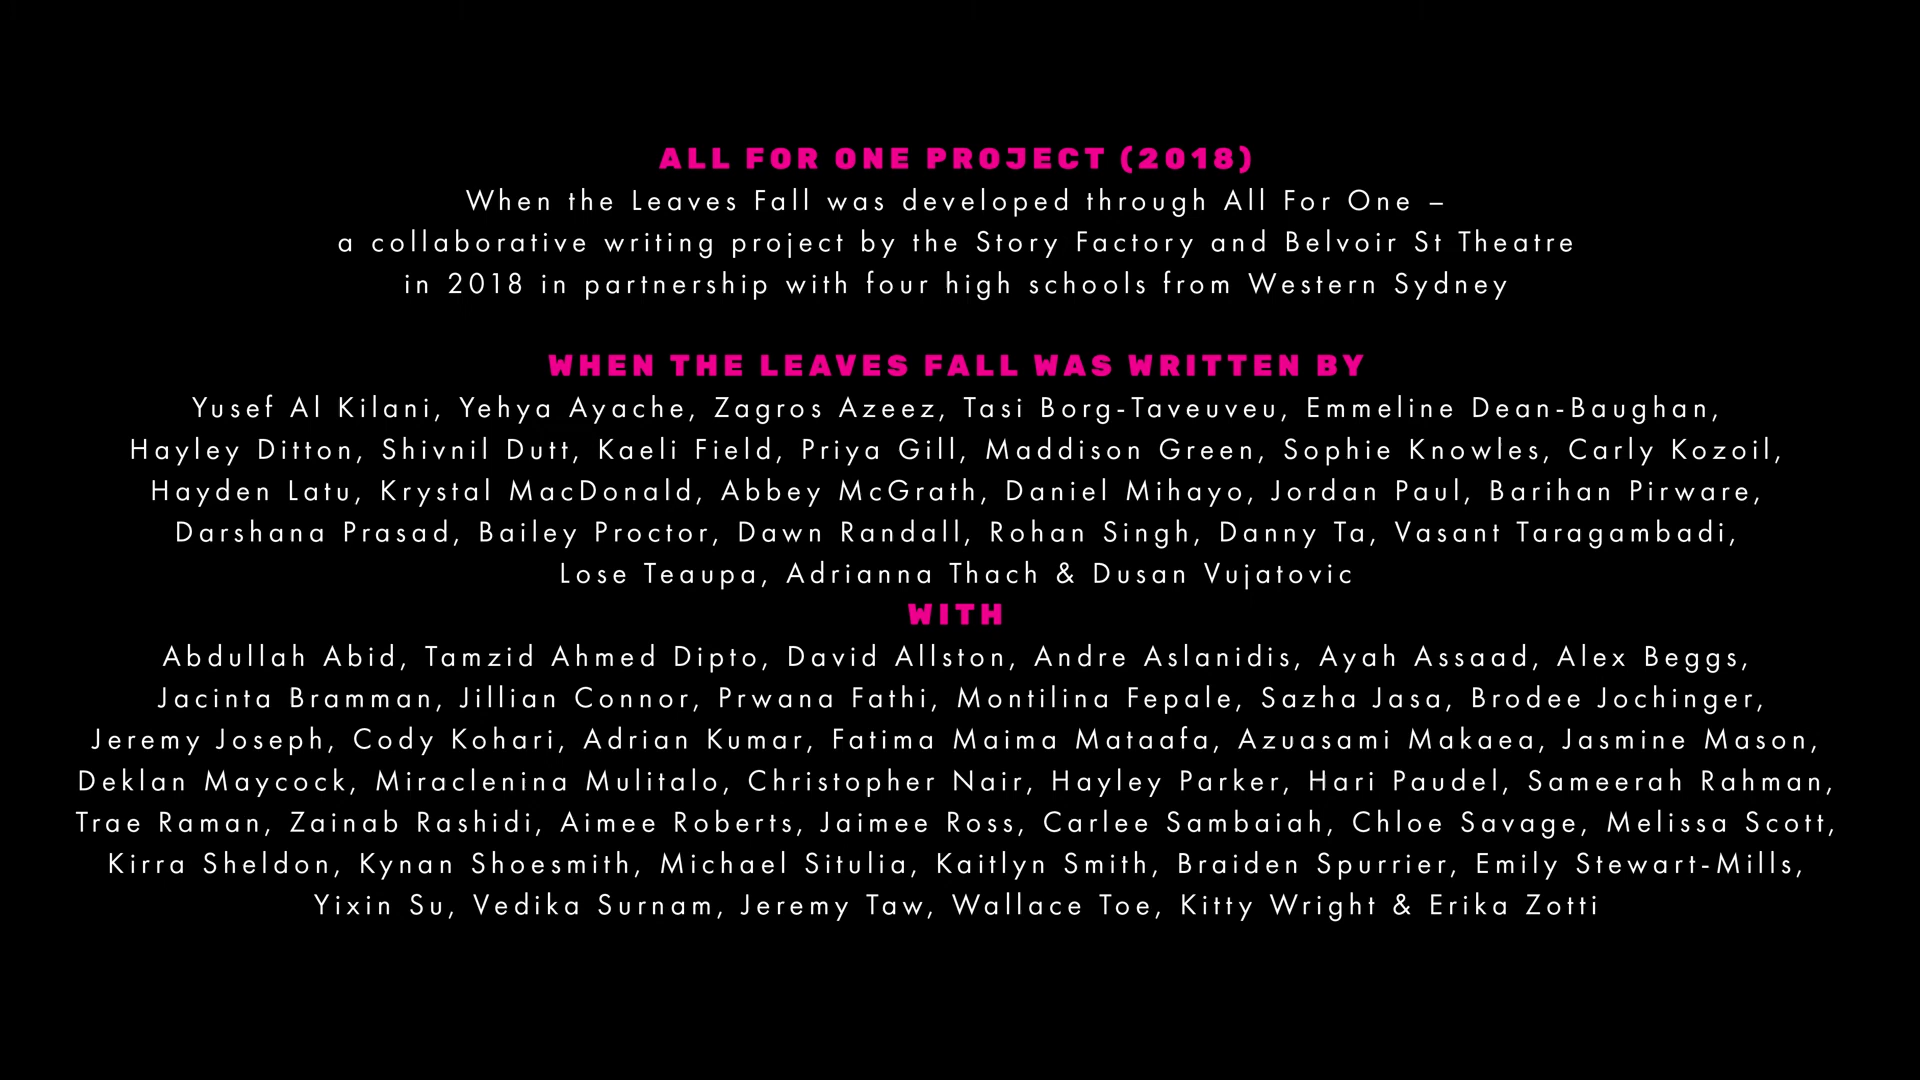 ALL FOR ONE PROJECT (2018)
When the Leaves Fall was developed through All For One –
a collaborative writing project by the Story Factory and Belvoir St Theatre
in 2018 in partnership with four high schools from Western Sydney
WHEN THE LEAVES FALL WAS WRITTEN BY
Yusef Al Kilani, Yehya Ayache, Zagros Azeez, Tasi Borg-Taveuveu, Emmeline Dean-Baughan,
Hayley Ditton, Shivnil Dutt, Kaeli Field, Priya Gill, Maddison Green, Sophie Knowles, Carly Kozoil,
Hayden Latu, Krystal MacDonald, Abbey McGrath, Daniel Mihayo, Jordan Paul, Barihan Pirware,
Darshana Prasad, Bailey Proctor, Dawn Randall, Rohan Singh, Danny Ta, Vasant Taragambadi,
Lose Teaupa, Adrianna Thach & Dusan Vujatovic
WITH
Abdullah Abid, Tamzid Ahmed Dipto, David Allston, Andre Aslanidis, Ayah Assaad, Alex Beggs,
Jacinta Bramman, Jillian Connor, Prwana Fathi, Montilina Fepale, Sazha Jasa, Brodee Jochinger,
Jeremy Joseph, Cody Kohari, Adrian Kumar, Fatima Maima Mataafa, Azuasami Makaea, Jasmine Mason,
Deklan Maycock, Miraclenina Mulitalo, Christopher Nair, Hayley Parker, Hari Paudel, Sameerah Rahman,
Trae Raman, Zainab Rashidi, Aimee Roberts, Jaimee Ross, Carlee Sambaiah, Chloe Savage, Melissa Scott,
Kirra Sheldon, Kynan Shoesmith, Michael Situlia, Kaitlyn Smith, Braiden Spurrier, Emily Stewart-Mills,
Yixin Su, Vedika Surnam, Jeremy Taw, Wallace Toe, Kitty Wright & Erika Zotti